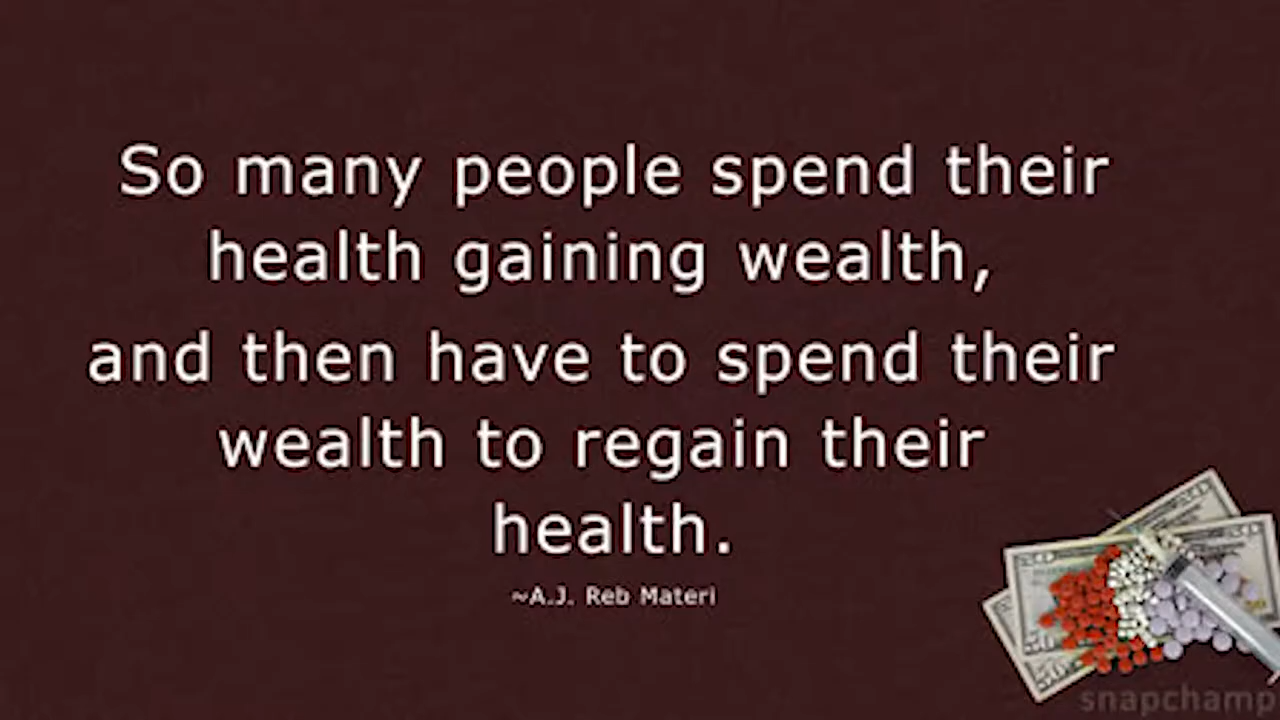 So many people spend their
health gaining wealth,
and then have to spend their
wealth to regain their
health.
~A.J. Reb Materi
snapchamp